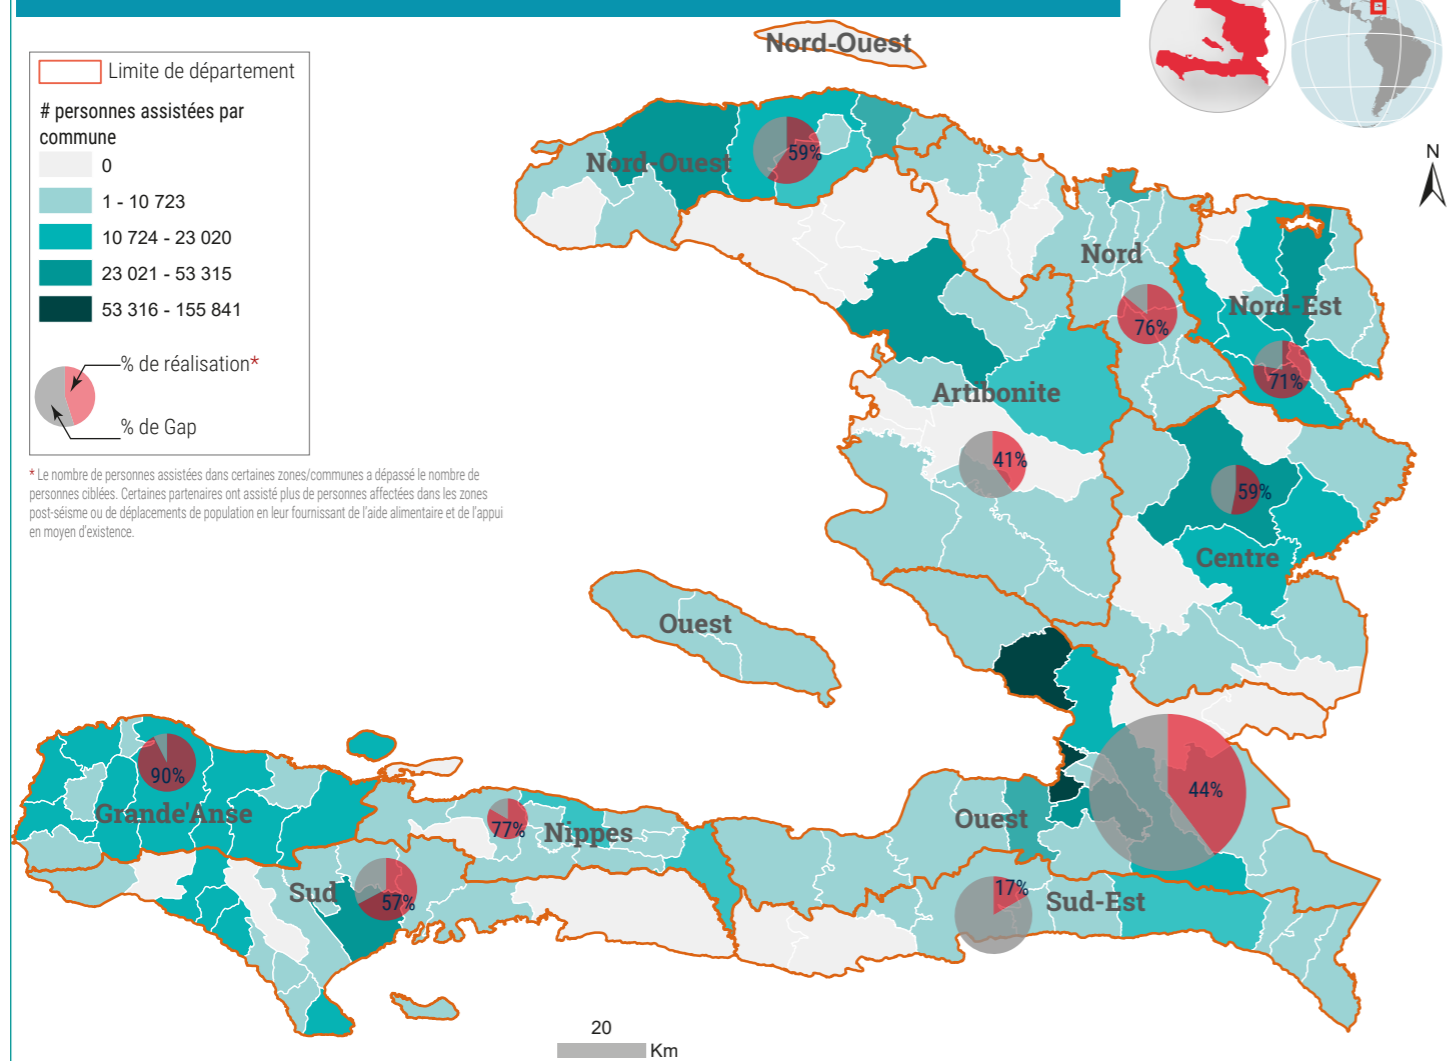 Limite de département
# personnes assistées par
commune
0
1 - 10 723
10 724 - 23 020
23 021 - 53 315
53 316 - 155 841
% de réalisation*
% de Gap
* Le nombre de personnes assistées dans certaines zones/communes a dépassé le nombre de
personnes ciblées. Certaines partenaires ont assisté plus de personnes affectées dans les zones
post-séisme ou de déplacements de population en leur fournissant de l'aide alimentaire et de l'appui
en moyen d'existence.
N
Nord-Ouest
Nord-Ouest
59%
Nord
76%
Nord-Est
71%
Artibonite
41%
59%
Centre
Ouest
44%
Ouest
90%
Grande'Anse
77%
Nippes
Sud
57%
17%
Sud-Est
20
Km